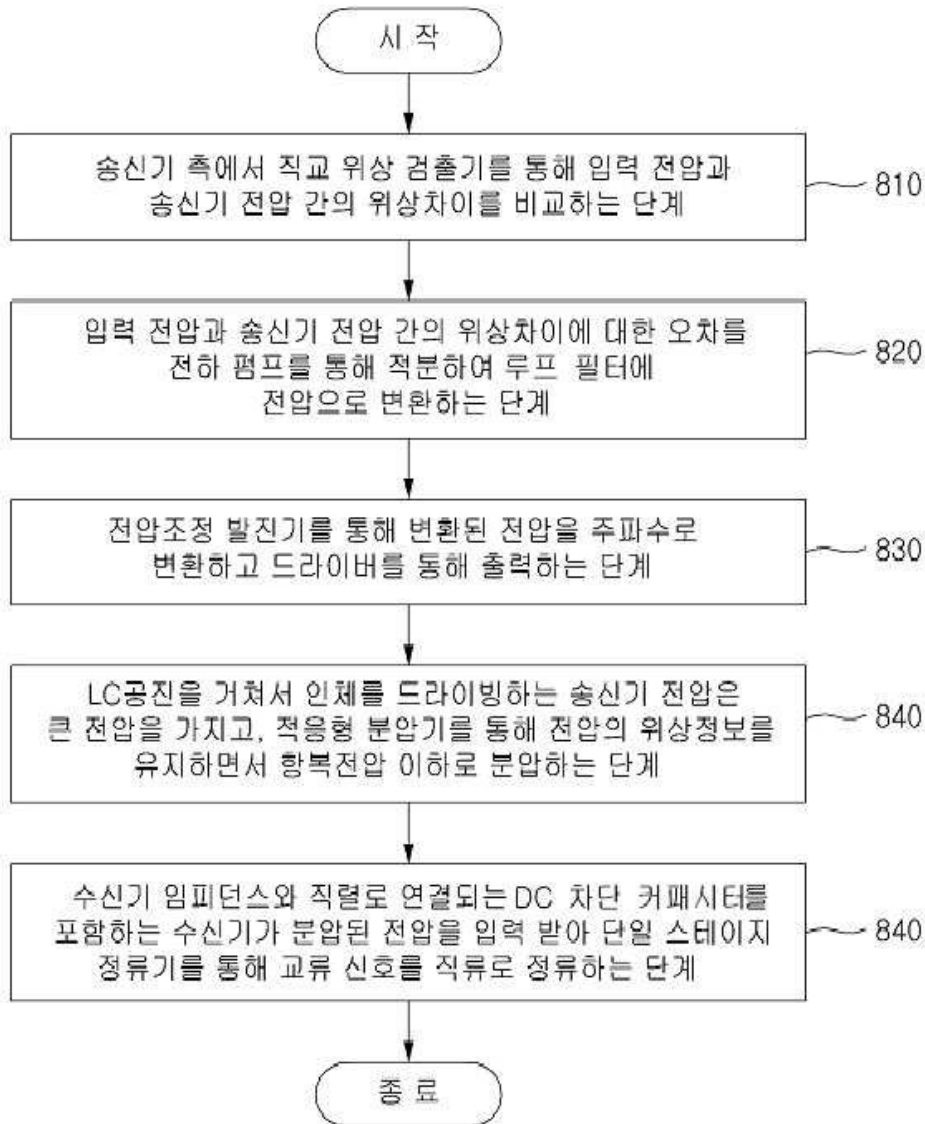 시 작
송신기 측에서 직교 위상 검출기를 통해 입력 전압과
송신기 전압 간의 위상차이를 비교하는 단계
810
입력 전압과 송신기 전압 간의 위상차이에 대한 오차를
전하 펌프를 통해 적분하여 루프 필터에
전압으로 변환하는 단계
820
전압조정 발진기를 통해 변환된 전압을 주파수로
변환하고 드라이버를 통해 출력하는 단계
830
LC공진을 거쳐서 인체를 드라이빙하는 송신기 전압은
큰 전압을 가지고, 적응형 분압기를 통해 전압의 위상정보를
유지하면서 항복전압 이하로 분압하는 단계
840
수신기 임피던스와 직렬로 연결되는 DC 차단 커패시터를
포함하는 수신기가 분압된 전압을 입력 받아 단일 스테이지
정류기를 통해 교류 신호를 직류로 정류하는 단계
840
종 료